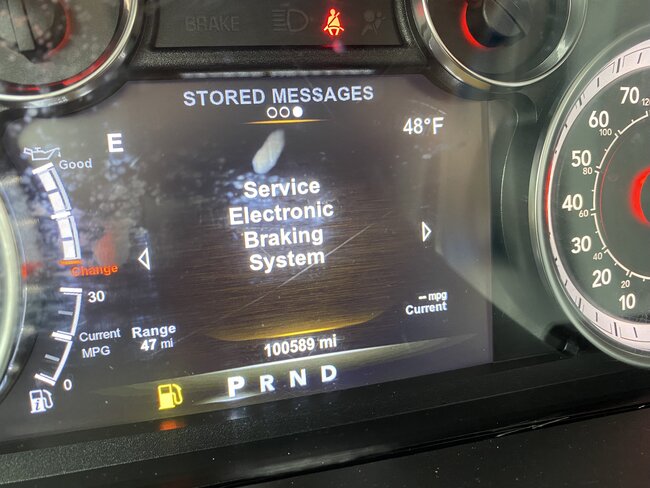 BRAKE
STORED MESSAGES
48°F
E
Good
Service
Electronic
Braking
System
Change
30
Current
MPG
0
Range
47 mi
-- mpg
Current
100589 mi
P R N D
70
60
50
40
30
20
10
100
80
60
40
20